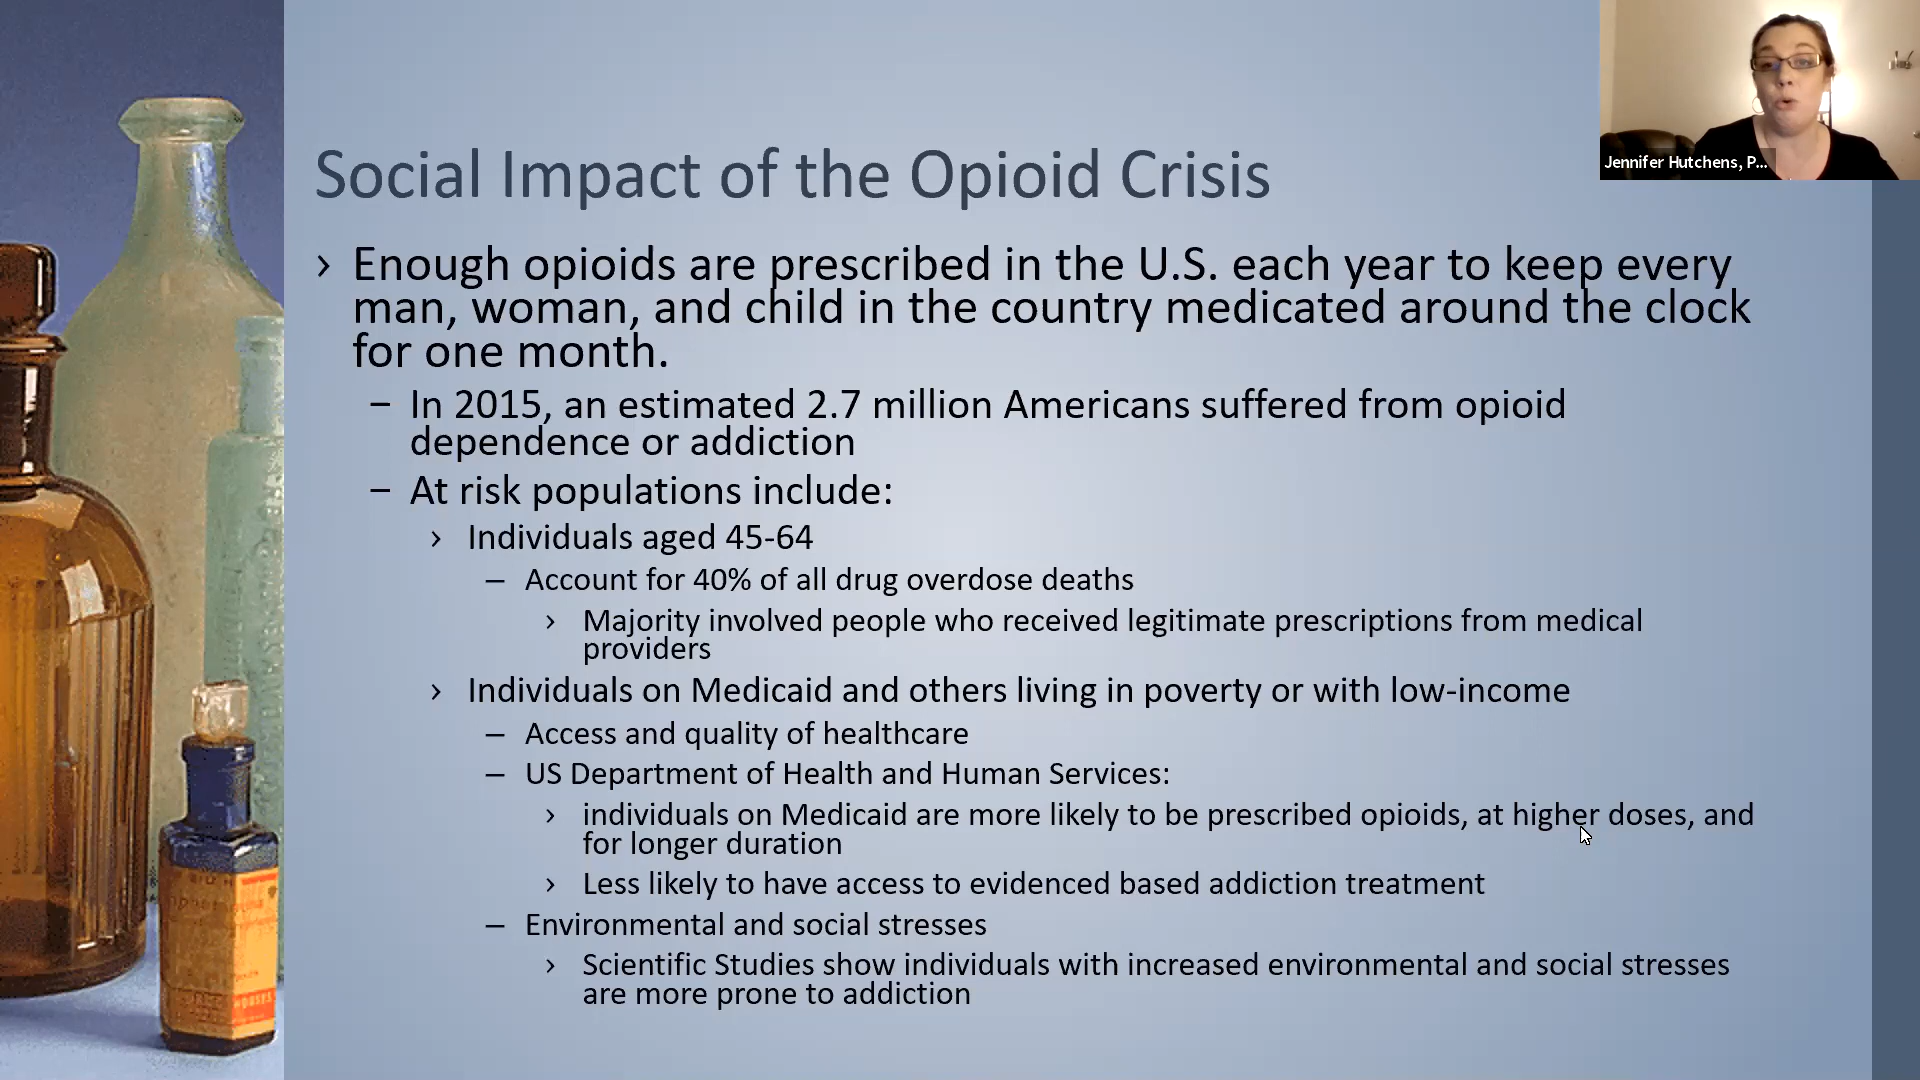 Jennifer Hutchens, P...
Social Impact of the Opioid Crisis
› Enough opioids are prescribed in the U.S. each year to keep every
man, woman, and child in the country medicated around the clock
for one month.
– In 2015, an estimated 2.7 million Americans suffered from opioid
dependence or addiction
– At risk populations include:
› Individuals aged 45-64
– Account for 40% of all drug overdose deaths
› Majority involved people who received legitimate prescriptions from medical
providers
› Individuals on Medicaid and others living in poverty or with low-income
– Access and quality of healthcare
– US Department of Health and Human Services:
› individuals on Medicaid are more likely to be prescribed opioids, at higher doses, and
for longer duration
› Less likely to have access to evidenced based addiction treatment
– Environmental and social stresses
› Scientific Studies show individuals with increased environmental and social stresses
are more prone to addiction